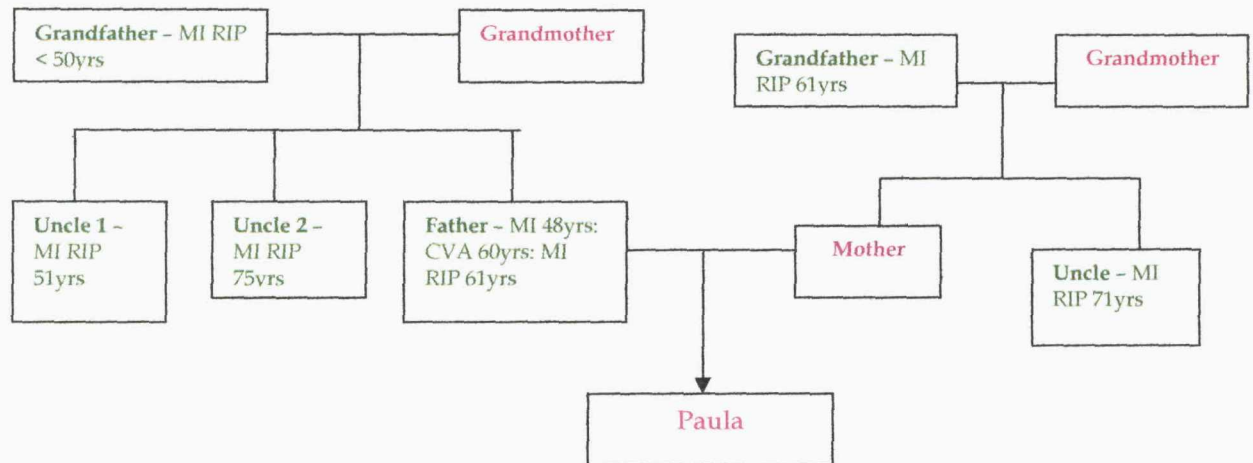 Grandfather – MI RIP
< 50yrs
Grandmother
Grandfather – MI
RIP 61yrs
Grandmother
Uncle 1 –
MI RIP
51yrs
Uncle 2 –
MI RIP
75yrs
Father – MI 48yrs:
CVA 60yrs: MI
RIP 61yrs
Mother
Uncle – MI
RIP 71yrs
Paula